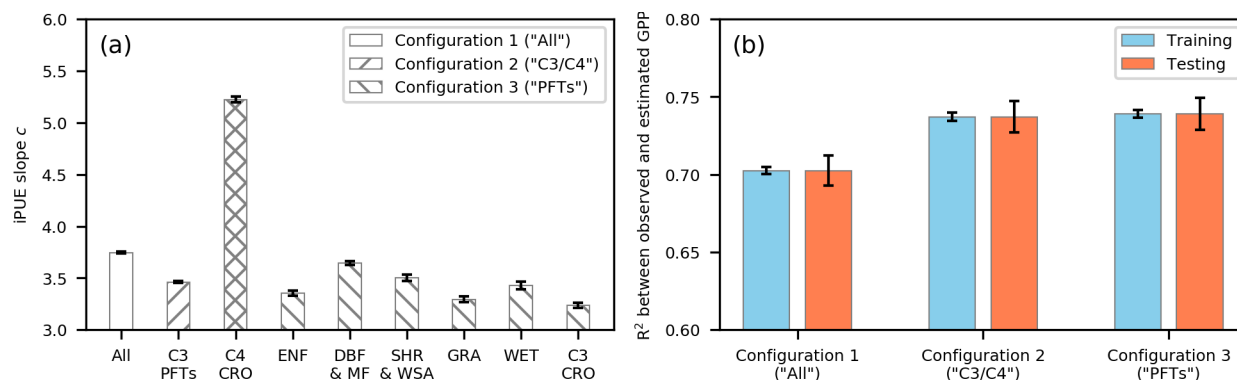 (a)
Configuration 1 ("All")
Configuration 2 ("C3/C4")
Configuration 3 ("PFTs")
iPUE slope c
6.0
5.5
5.0
4.5
4.0
3.5
3.0
All
C3
PFTs
C4
CRO
ENF
DBF
& MF
SHR
& WSA
GRA
WET
C3
CRO
(b)
Training
Testing
R² between observed and estimated GPP
0.80
0.75
0.70
0.65
0.60
Configuration 1
("All")
Configuration 2
("C3/C4")
Configuration 3
("PFTs")